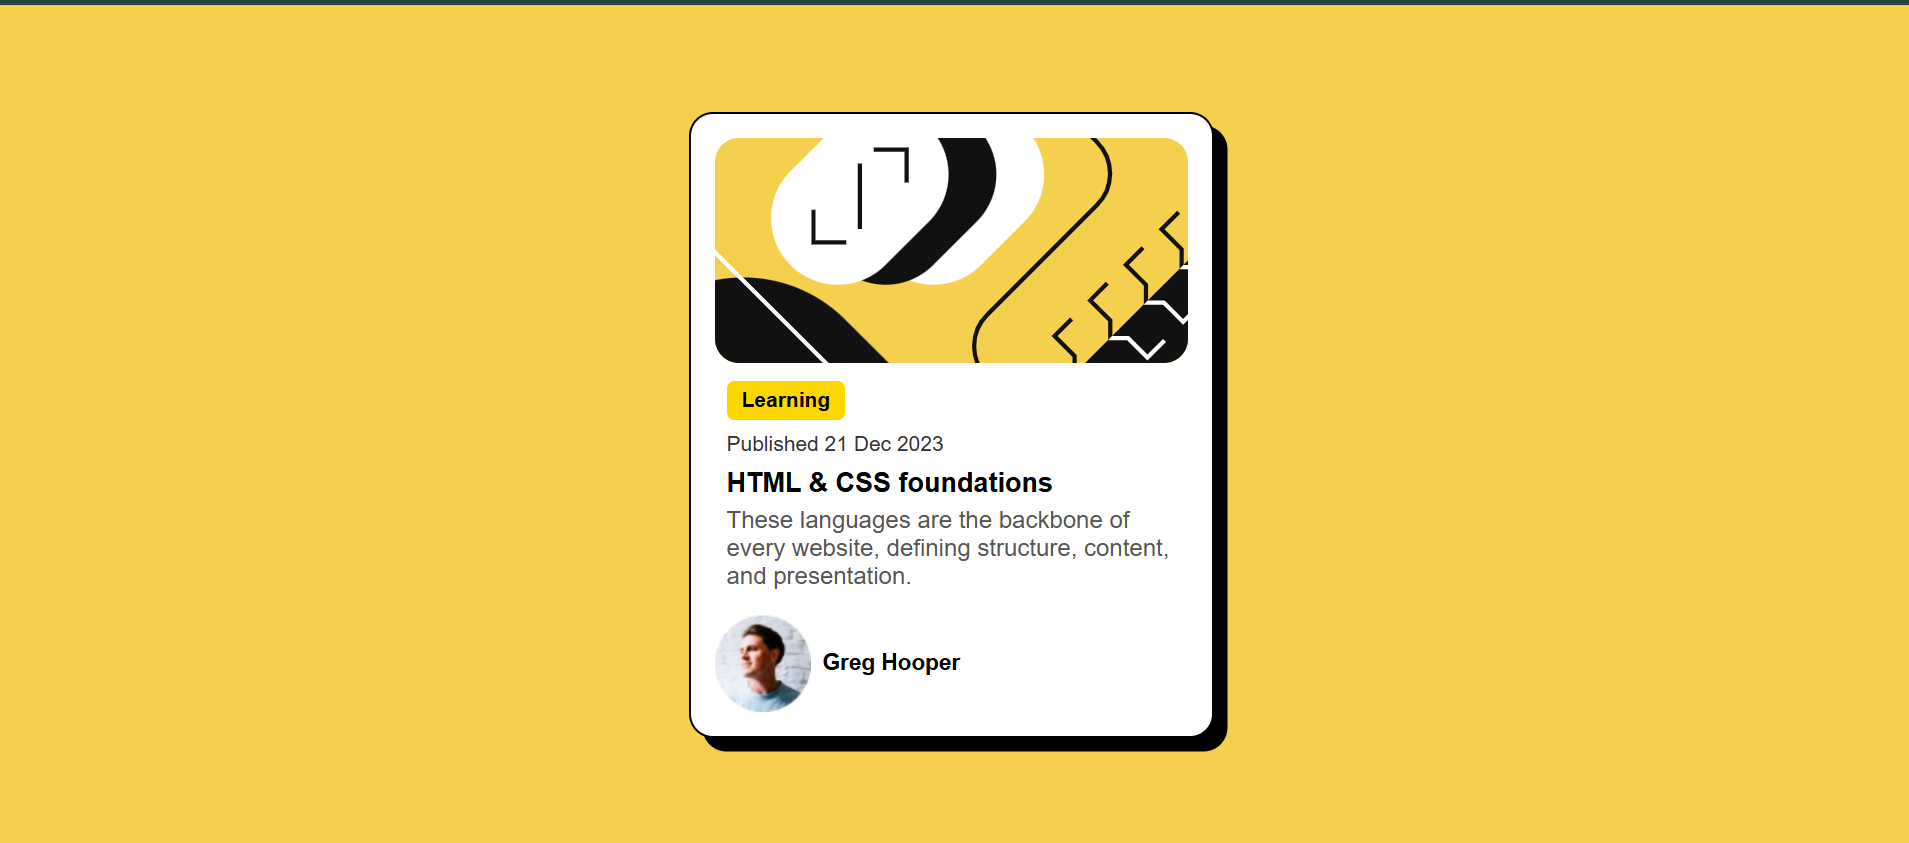 Learning
Published 21 Dec 2023
HTML & CSS foundations
These languages are the backbone of
every website, defining structure, content,
and presentation.
Greg Hooper